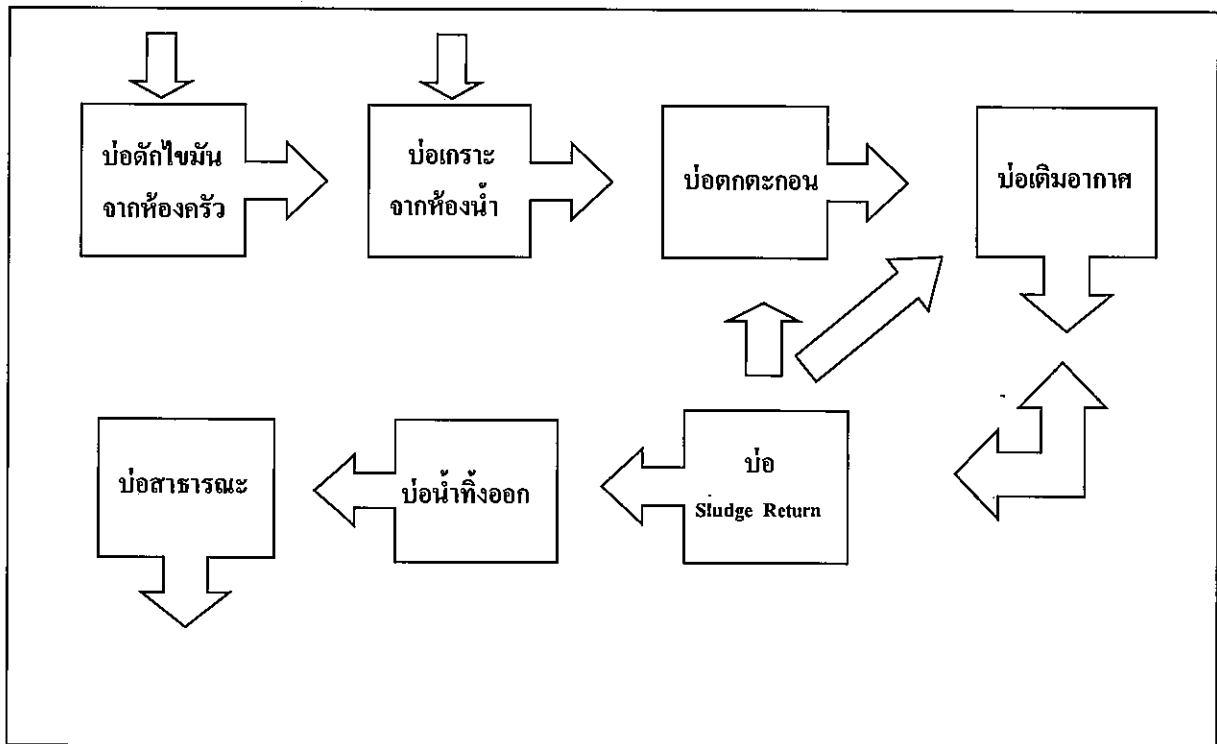 บ่อดักไขมัน
จากห้องครัว
บ่อเกราะ
จากห้องน้ำ
บ่อตกตะกอน
บ่อเติมอากาศ
บ่อสาธารณะ
บ่อน้ำทิ้งออก
บ่อ
Sludge Return